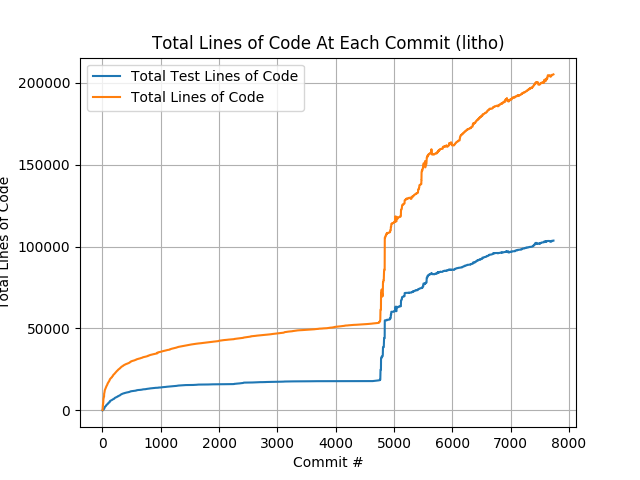 Total Lines of Code At Each Commit (litho)
Total Test Lines of Code
Total Lines of Code
200000
150000
100000
50000
0
Total Lines of Code
0 1000 2000 3000 4000 5000 6000 7000 8000
Commit #